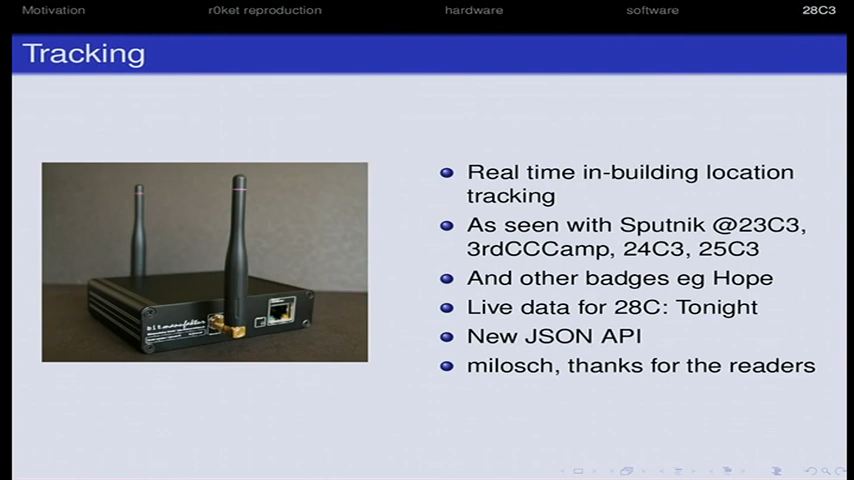 Motivation r0ket reproduction hardware software 28C3
Tracking
Real time in-building location
tracking
As seen with Sputnik @23C3,
3rdCCCamp, 24C3, 25C3
And other badges eg Hope
Live data for 28C: Tonight
New JSON API
milosch, thanks for the readers
bitmanufaktur